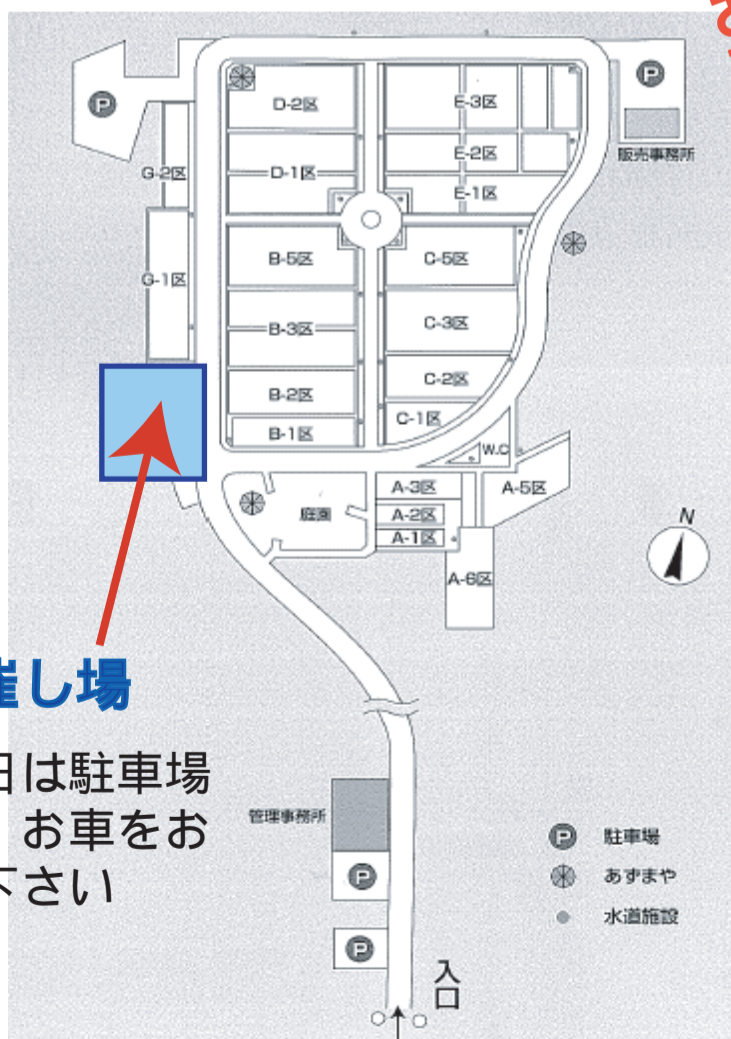 D-2区
E-3区
販売事務所
G-2区
D-1区
E-2区
E-1区
G-1区
B-5区
C-5区
B-3区
C-3区
B-2区
C-2区
B-1区
C-1区
W.C
A-3区
A-5区
庭園
A-2区
A-1区
N
A-6区
催し場
日は駐車場
お車をお
下さい
管理事務所
P 駐車場
あずまや
水道施設
P
P
P
P
入口